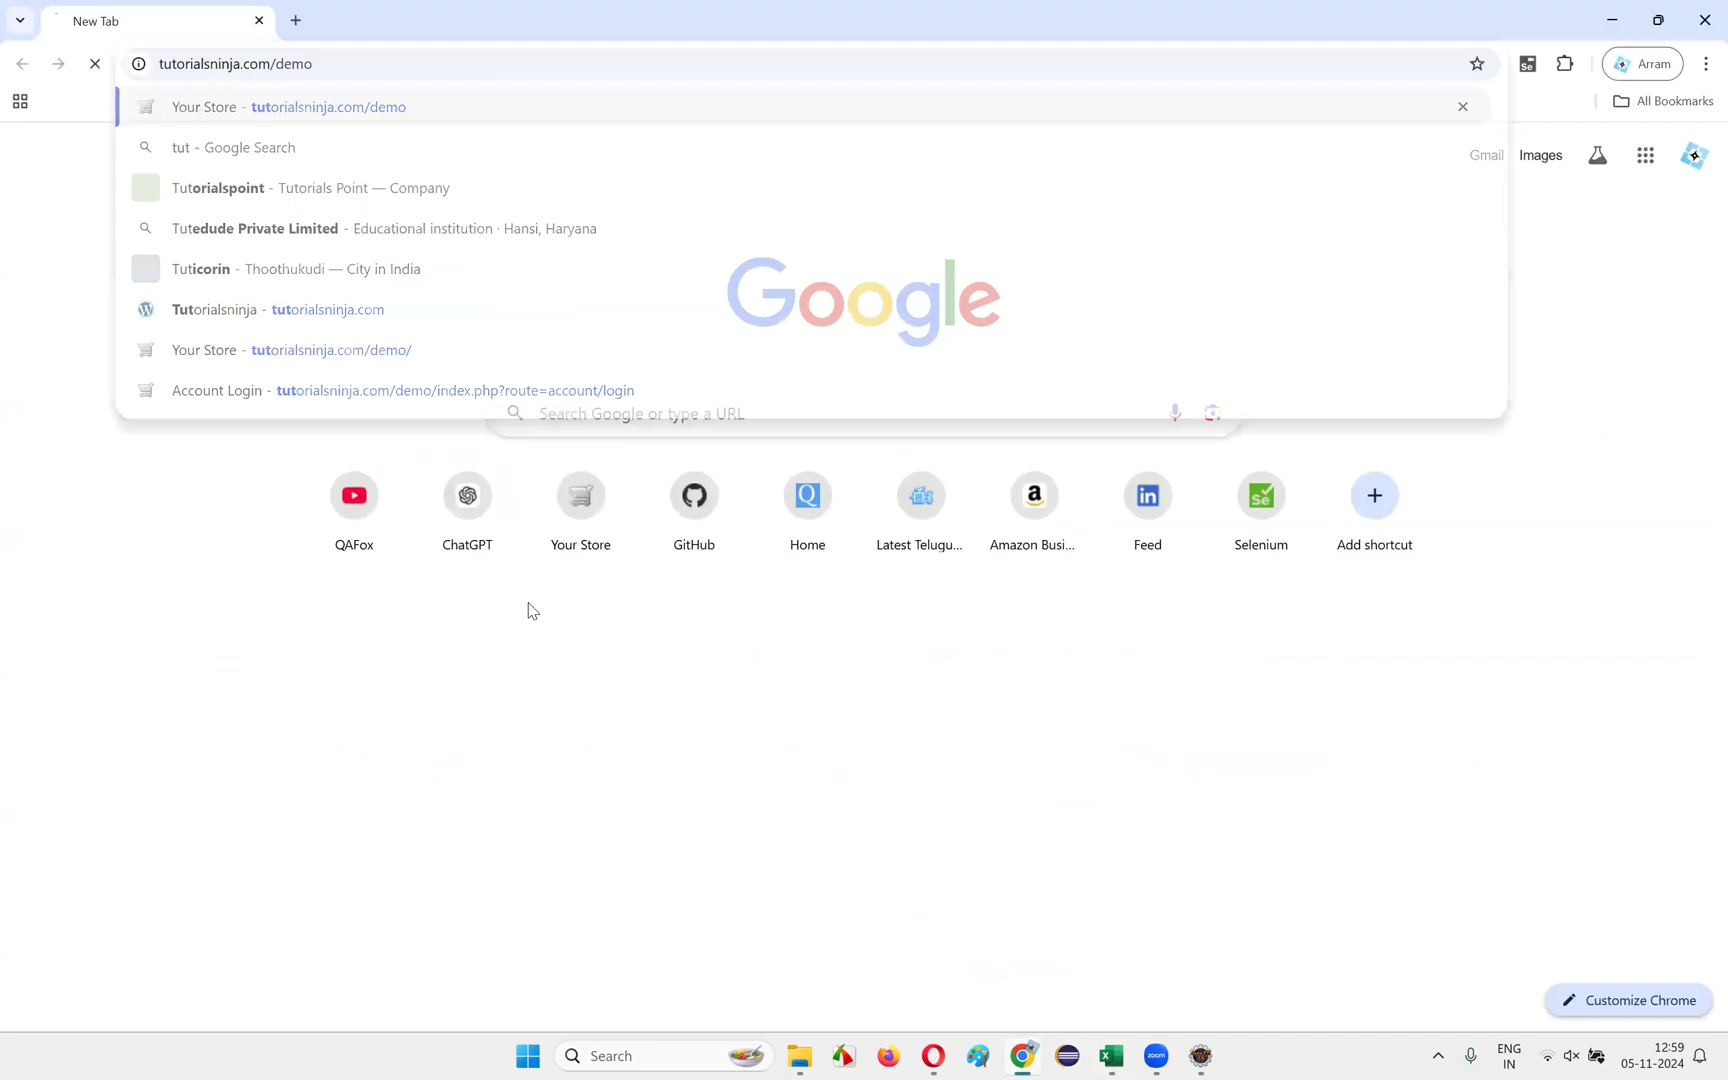 New Tab
tutorialsninja.com/demo
Arram
Your Store - tutorialsninja.com/demo
All Bookmarks
tut - Google Search
Gmail Images
Tutorialspoint - Tutorials Point — Company
Tutedude Private Limited - Educational institution · Hansi, Haryana
Tuticorin - Thoothukudi — City in India
Google
Tutorialsninja - tutorialsninja.com
Your Store - tutorialsninja.com/demo/
Account Login - tutorialsninja.com/demo/index.php?route=account/login
Search Google or type a URL
QAFox ChatGPT Your Store GitHub Home Latest Telugu... Amazon Busi... Feed Selenium Add shortcut
Customize Chrome
Search
zoom
ENG
IN
12:59
05-11-2024